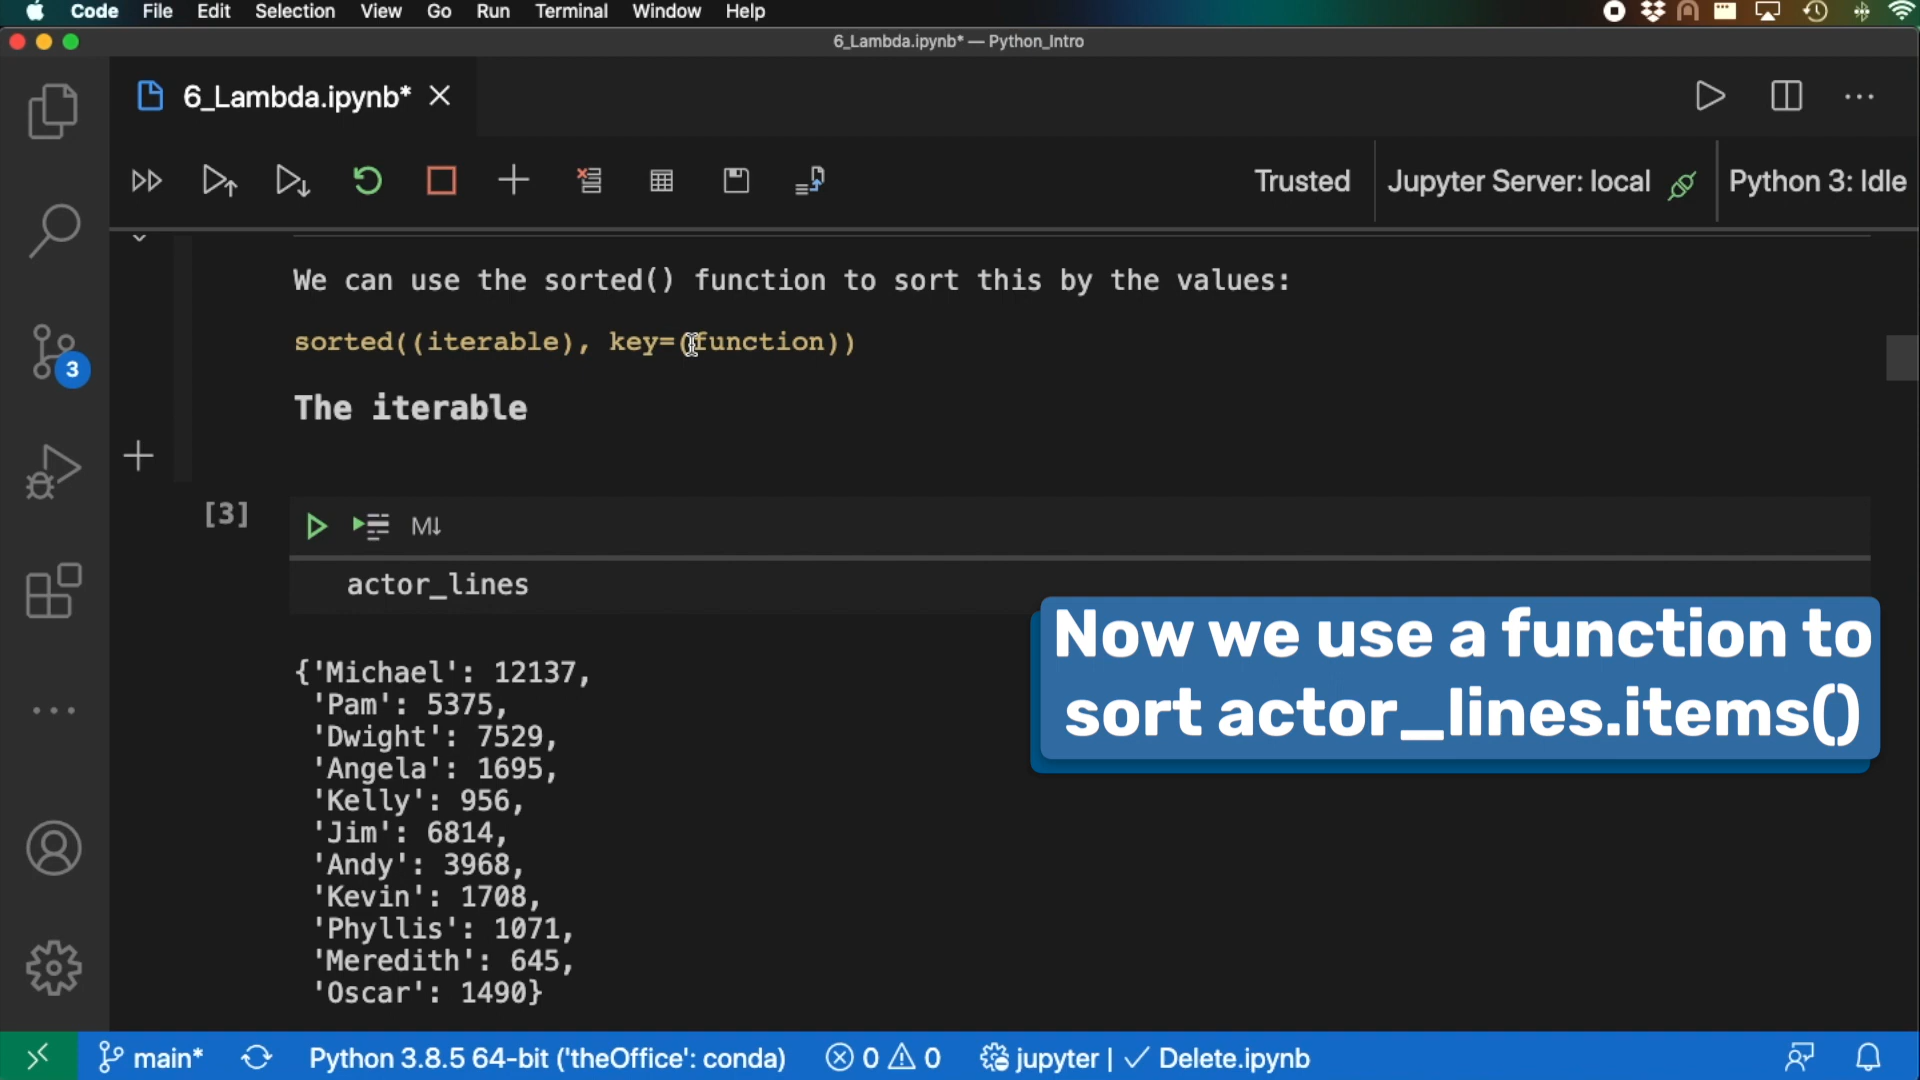 Code File Edit Selection View Go Run Terminal Window Help
6_Lambda.ipynb* — Python_Intro
6_Lambda.ipynb*
Trusted Jupyter Server: local Python 3: Idle
We can use the sorted() function to sort this by the values:
sorted((iterable), key=(function))
3
The iterable
[3]
M↓
actor_lines
Now we use a function to
sort actor_lines.items()
{'Michael': 12137,
'Pam': 5375,
'Dwight': 7529,
'Angela': 1695,
'Kelly': 956,
'Jim': 6814,
'Andy': 3968,
'Kevin': 1708,
'Phyllis': 1071,
'Meredith': 645,
'Oscar': 1490}
main* Python 3.8.5 64-bit ('theOffice': conda) 0 0 jupyter | ✓ Delete.ipynb